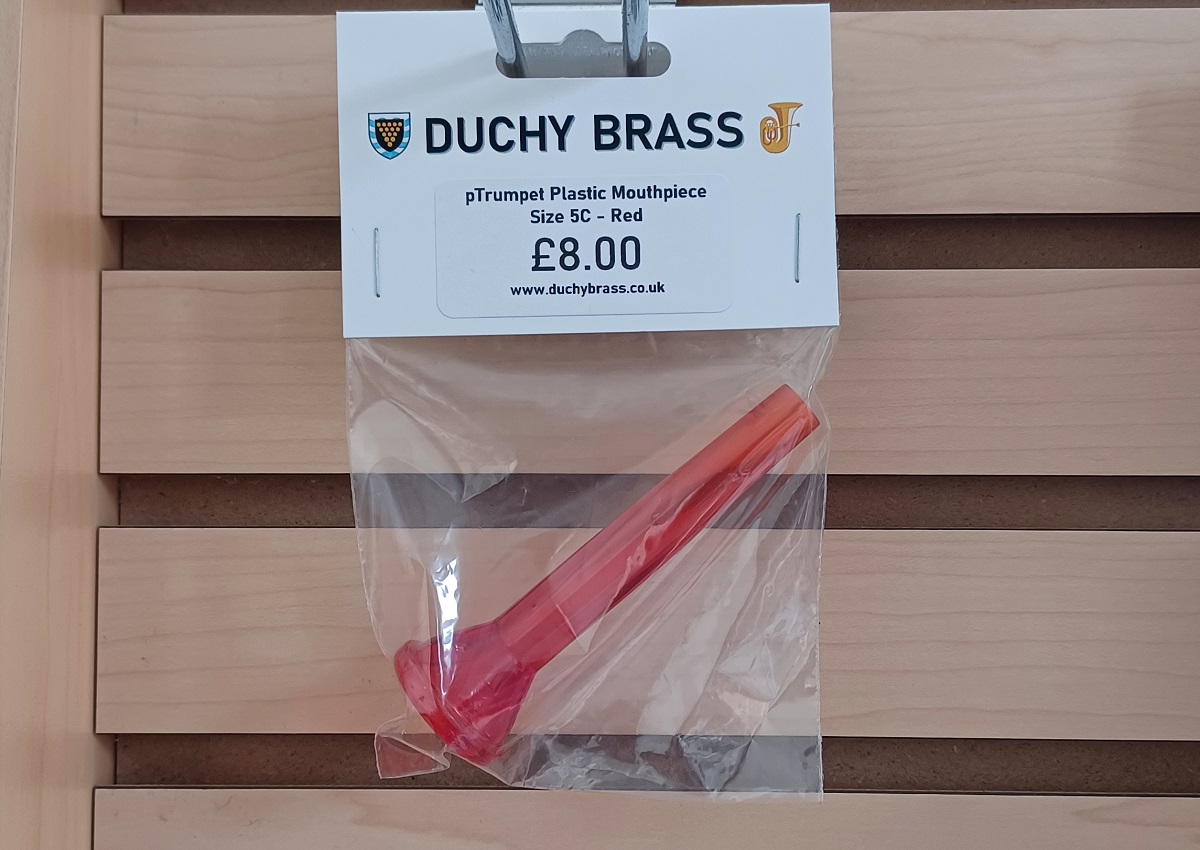 DUCHY BRASS
pTrumpet Plastic Mouthpiece
Size 5C - Red
£8.00
www.duchybrass.co.uk